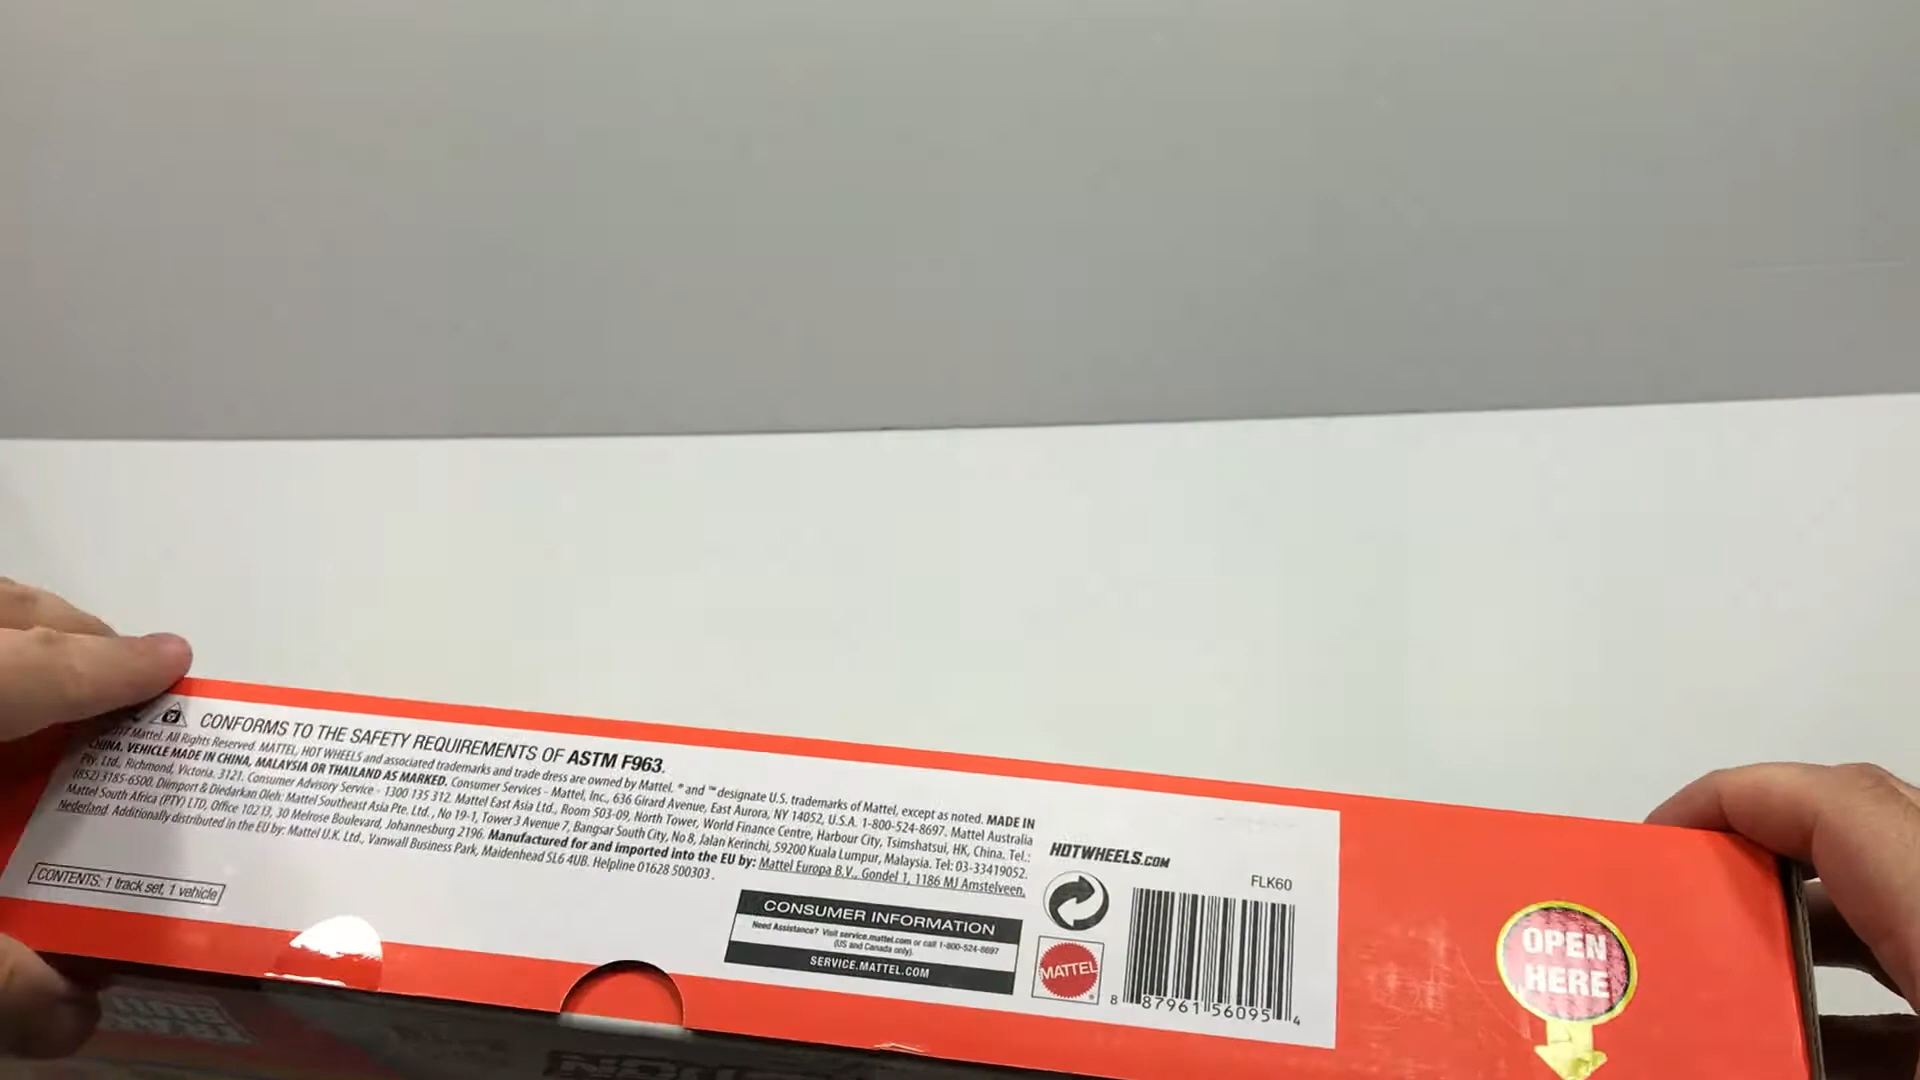 CONFORMS TO THE SAFETY REQUIREMENTS OF ASTM F963.
Mattel. All Rights Reserved. MATTEL, HOT WHEELS and associated trademarks and trade dress are owned by Mattel. ® and ™ designate U.S. trademarks of Mattel, except as noted. MADE IN
CHINA. VEHICLE MADE IN CHINA, MALAYSIA OR THAILAND AS MARKED. Consumer Services - Mattel, Inc., 636 Girard Avenue, East Aurora, NY 14052, U.S.A. 1-800-524-8697. Mattel Australia
Pty. Ltd., Richmond, Victoria. 3121. Consumer Advisory Service - 1300 135 312. Mattel East Asia Ltd., Room 503-09, North Tower, World Finance Centre, Harbour City, Tsimshatsui, HK, China. Tel.:
(852) 3185-6500. Diimport & Diedarkan Oleh: Mattel Southeast Asia Pte. Ltd., No 19-1, Tower 3 Avenue 7, Bangsar South City, No 8, Jalan Kerinchi, 59200 Kuala Lumpur, Malaysia. Tel: 03-33419052.
Mattel South Africa (PTY) LTD, Office 102 I3, 30 Melrose Boulevard, Johannesburg 2196. Manufactured for and imported into the EU by: Mattel Europa B.V., Gondel 1, 1186 MJ Amstelveen,
Nederland. Additionally distributed in the EU by: Mattel U.K. Ltd., Vanwall Business Park, Maidenhead SL6 4UB. Helpline 01628 500303.
CONTENTS: 1 track set, 1 vehicle
CONSUMER INFORMATION
Need Assistance? Visit service.mattel.com or call 1-800-524-8697
(US and Canada only).
SERVICE.MATTEL.COM
HOTWHEELS.COM
FLK60
MATTEL
8 87961 56095 4
OPEN
HERE